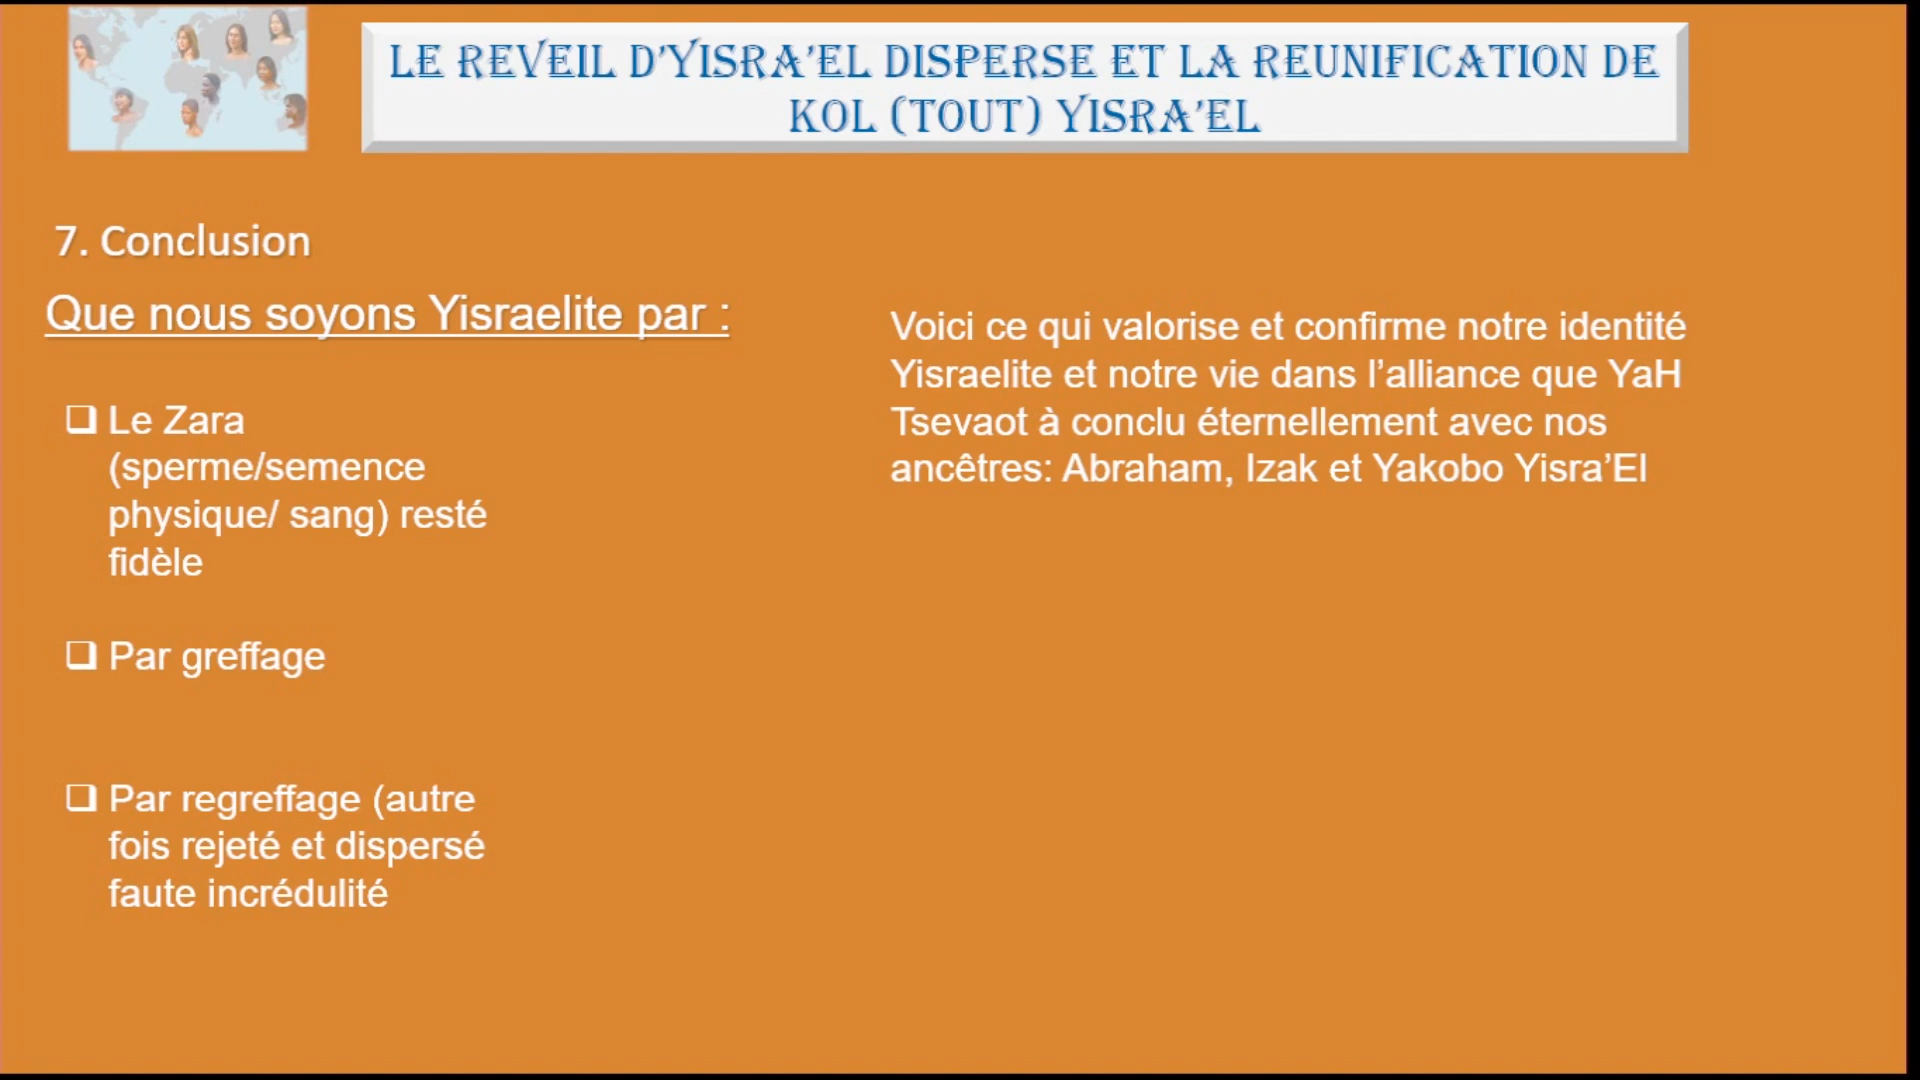 LE REVEIL D'YISRA'EL DISPERSE ET LA REUNIFICATION DE
KOL (TOUT) YISRA'EL
7. Conclusion
Que nous soyons Yisraelite par :
Le Zara
(sperme/semence
physique/ sang) resté
fidèle
Par greffage
Par regreffage (autre
fois rejeté et dispersé
faute incrédulité
Voici ce qui valorise et confirme notre identité
Yisraelite et notre vie dans l’alliance que YaH
Tsevaot à conclu éternellement avec nos
ancêtres: Abraham, Izak et Yakobo Yisra’El